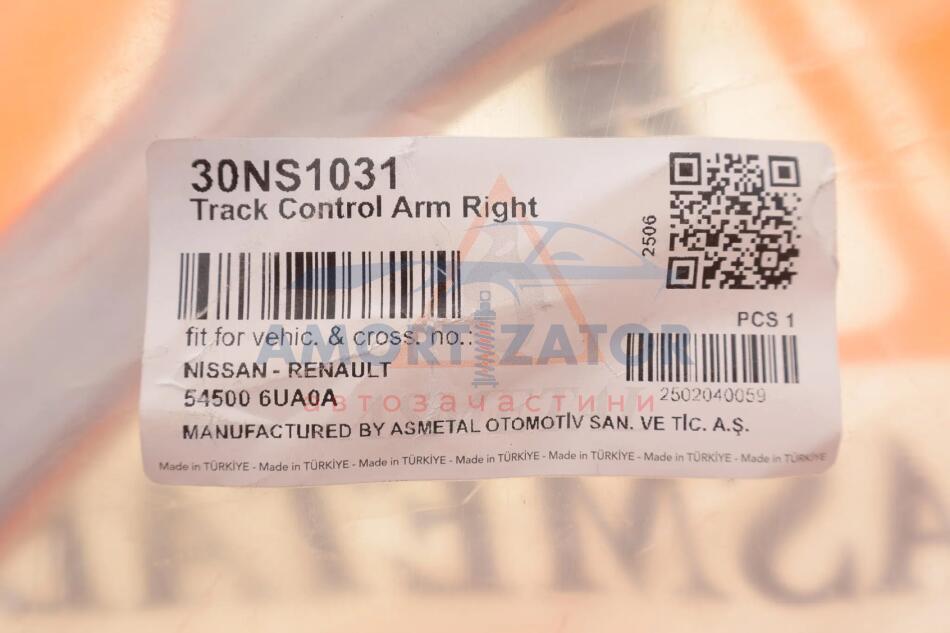 30NS1031
Track Control Arm Right
2506
PCS 1
fit for vehic. & cross. no.:
NISSAN - RENAULT
54500 6UA0A
2502040059
MANUFACTURED BY ASMETAL OTOMOTİV SAN. VE TİC. A.Ş.
Made in TÜRKİYE - Made in TÜRKİYE - Made in TÜRKİYE - Made in TÜRKİYE - Made in TÜRKİYE - Made in TÜRKİYE - Made in TÜRKİYE
AMORTIZATOR
автозапчастини
ASMETAL